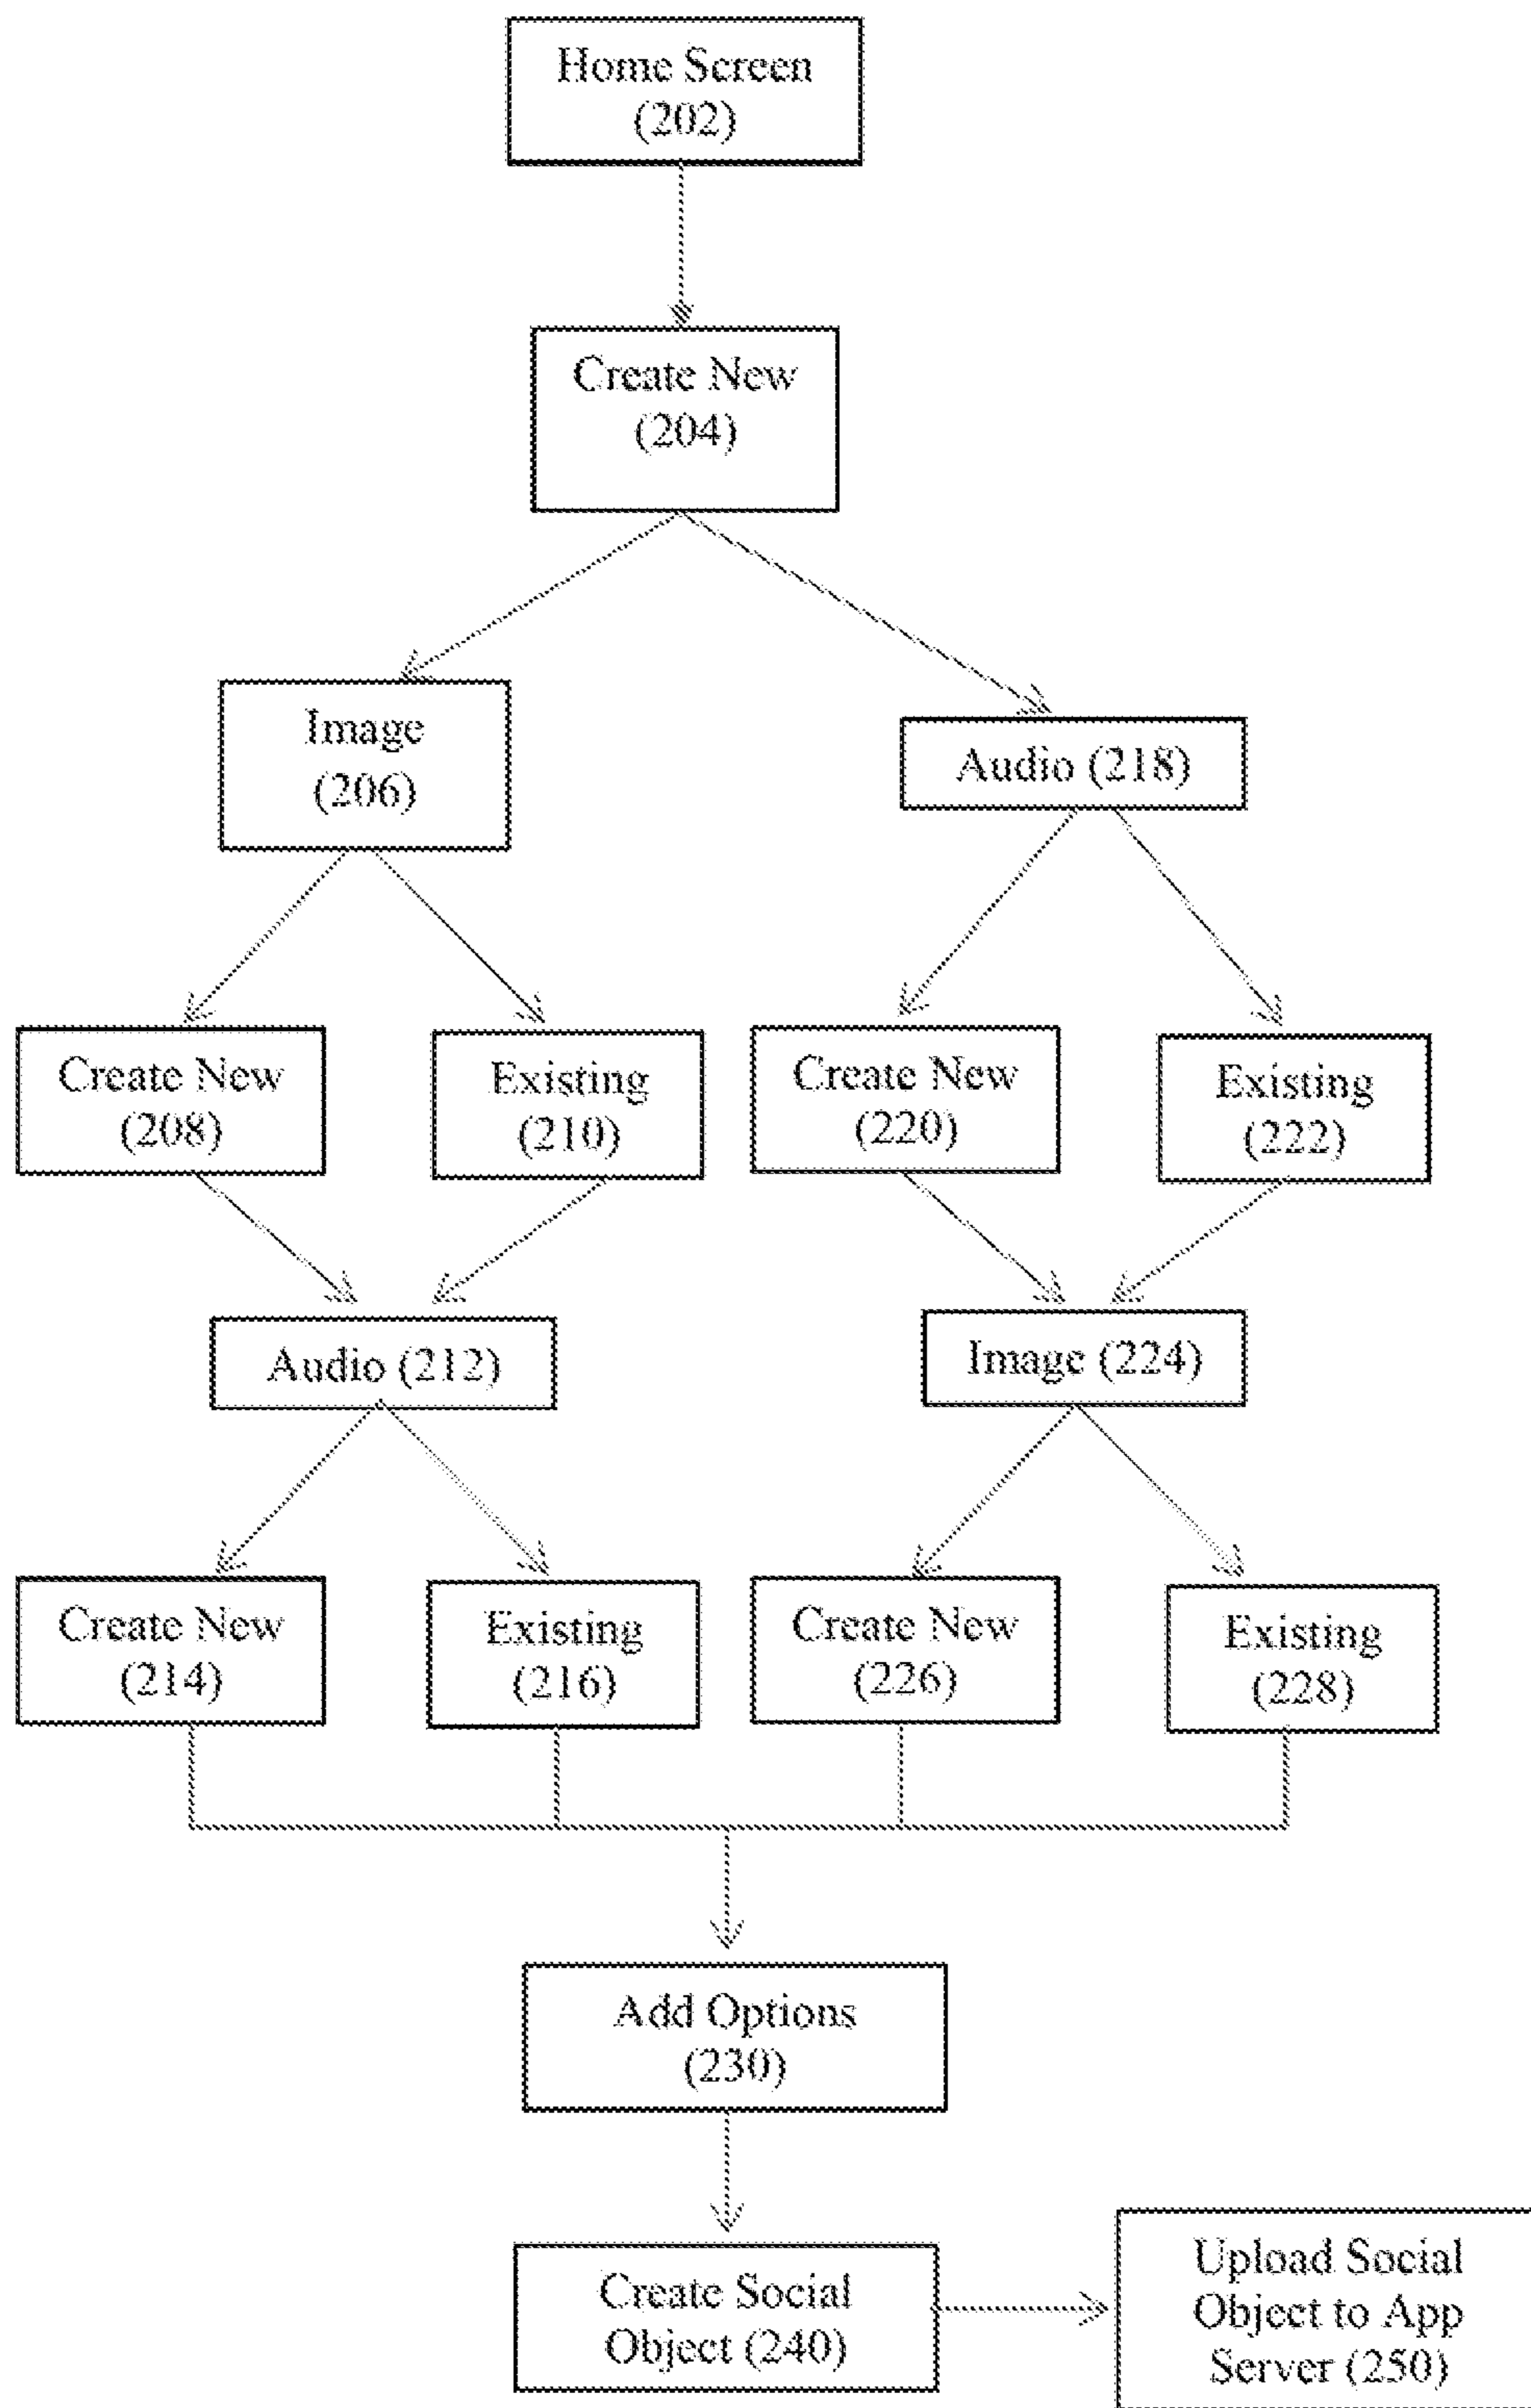 Home Screen
(202)
Create New
(204)
Image
(206)
Audio (218)
Create New
(208)
Existing
(210)
Create New
(220)
Existing
(222)
Audio (212)
Image (224)
Create New
(214)
Existing
(216)
Create New
(226)
Existing
(228)
Add Options
(230)
Create Social
Object (240)
Upload Social
Object to App
Server (250)